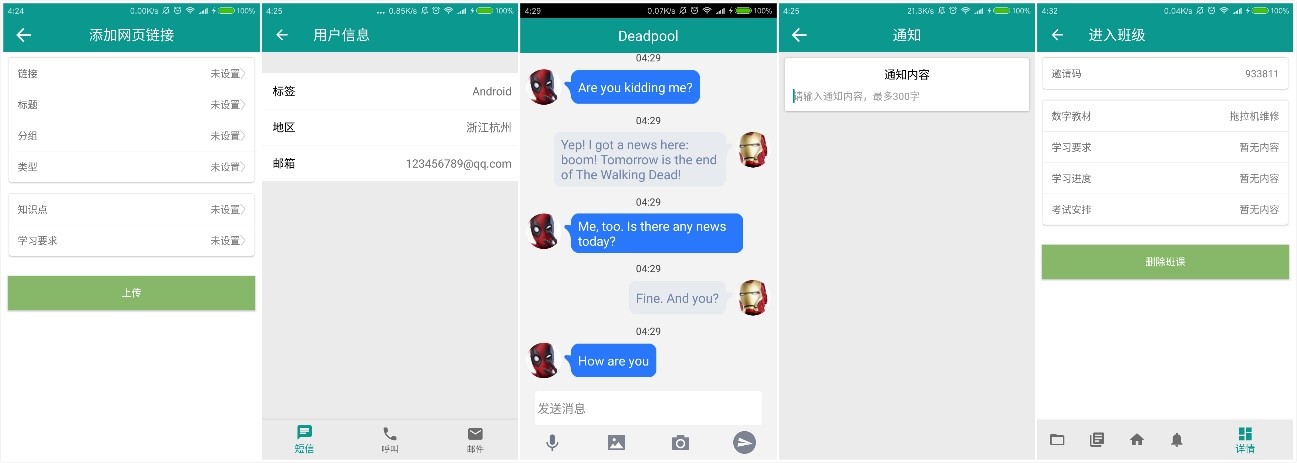 4:24 0.00K/s 100%
添加网页链接
链接 未设置
标题 未设置
分组 未设置
类型 未设置
知识点 未设置
学习要求 未设置
上传
4:25 ... 0.85K/s 100%
用户信息
标签 Android
地区 浙江杭州
邮箱 123456789@qq.com
短信 呼叫 邮件
4:29 0.07K/s 100%
Deadpool
04:29
Are you kidding me?
04:29
Yep! I got a news here:
boom! Tomorrow is the end
of The Walking Dead!
04:29
Me, too. Is there any news
today?
04:29
Fine. And you?
04:29
How are you
发送消息
4:25 21.3K/s 100%
通知
通知内容
请输入通知内容，最多300字
4:32 0.04K/s 100%
进入班级
邀请码 933811
数字教材 拖拉机维修
学习要求 暂无内容
学习进度 暂无内容
考试安排 暂无内容
删除班课
详情